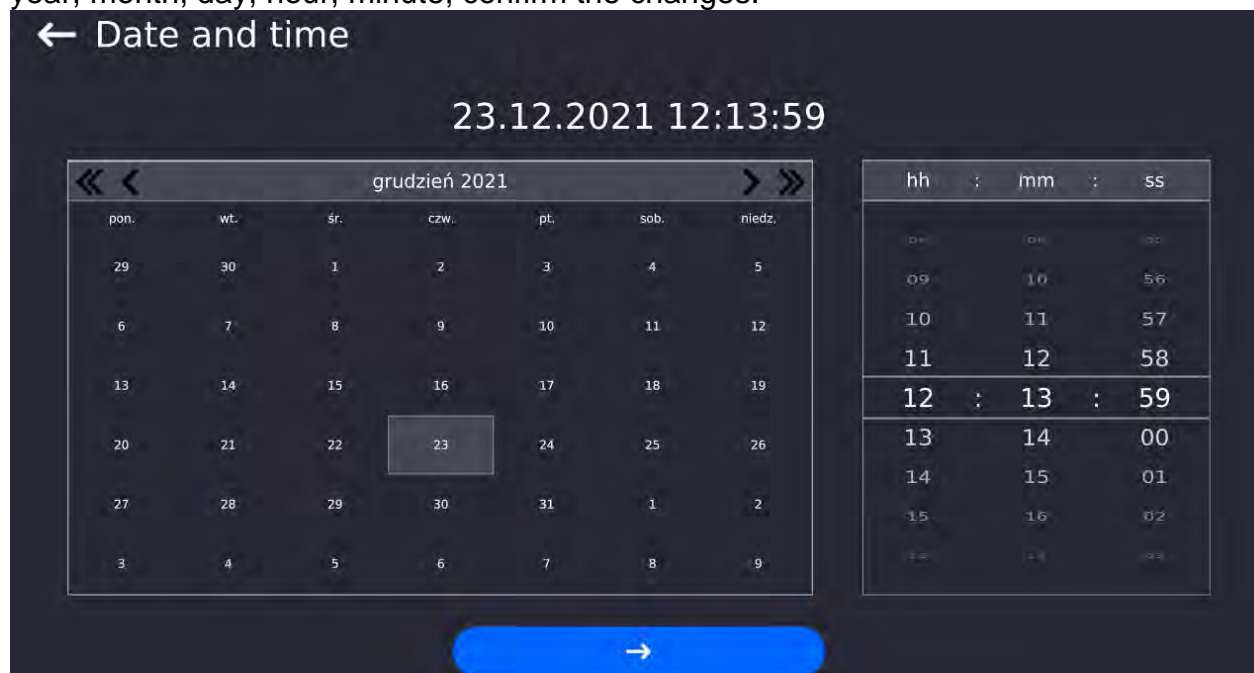 year, month, day, hour, minute, confirm the changes.
← Date and time
23.12.2021 12:13:59
« ‹ grudzień 2021 › »
pon. wt. śr. czw. pt. sob. niedz.
29 30 1 2 3 4 5
6 7 8 9 10 11 12
13 14 15 16 17 18 19
20 21 22 23 24 25 26
27 28 29 30 31 1 2
3 4 5 6 7 8 9
hh : mm : ss
09 10 56
10 11 57
11 12 58
12 : 13 : 59
13 14 00
14 15 01
15 16 02
→